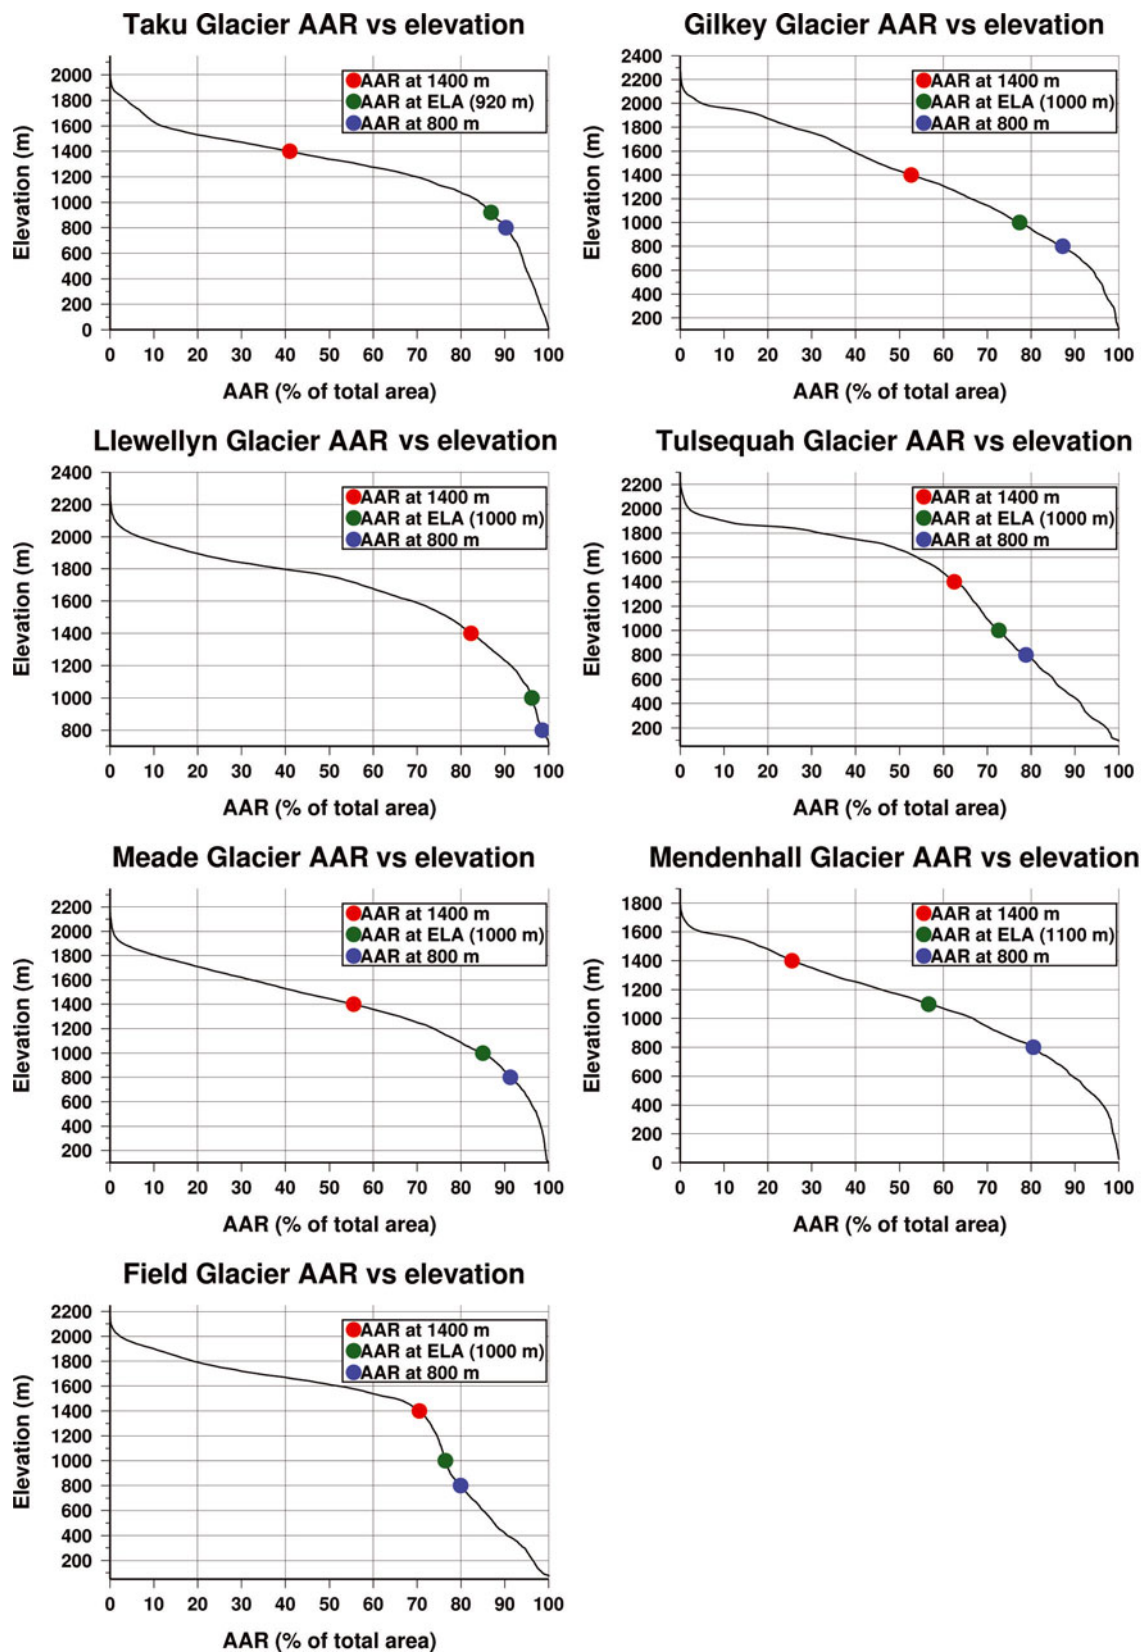 Taku Glacier AAR vs elevation
Elevation (m)
2000
1800
1600
1400
1200
1000
800
600
400
200
0
AAR at 1400 m
AAR at ELA (920 m)
AAR at 800 m
0 10 20 30 40 50 60 70 80 90 100
AAR (% of total area)
Gilkey Glacier AAR vs elevation
Elevation (m)
2400
2200
2000
1800
1600
1400
1200
1000
800
600
400
200
AAR at 1400 m
AAR at ELA (1000 m)
AAR at 800 m
0 10 20 30 40 50 60 70 80 90 100
AAR (% of total area)
Llewellyn Glacier AAR vs elevation
Elevation (m)
2400
2200
2000
1800
1600
1400
1200
1000
800
AAR at 1400 m
AAR at ELA (1000 m)
AAR at 800 m
0 10 20 30 40 50 60 70 80 90 100
AAR (% of total area)
Tulsequah Glacier AAR vs elevation
Elevation (m)
2200
2000
1800
1600
1400
1200
1000
800
600
400
200
AAR at 1400 m
AAR at ELA (1000 m)
AAR at 800 m
0 10 20 30 40 50 60 70 80 90 100
AAR (% of total area)
Meade Glacier AAR vs elevation
Elevation (m)
2200
2000
1800
1600
1400
1200
1000
800
600
400
200
AAR at 1400 m
AAR at ELA (1000 m)
AAR at 800 m
0 10 20 30 40 50 60 70 80 90 100
AAR (% of total area)
Mendenhall Glacier AAR vs elevation
Elevation (m)
1800
1600
1400
1200
1000
800
600
400
200
0
AAR at 1400 m
AAR at ELA (1100 m)
AAR at 800 m
0 10 20 30 40 50 60 70 80 90 100
AAR (% of total area)
Field Glacier AAR vs elevation
Elevation (m)
2200
2000
1800
1600
1400
1200
1000
800
600
400
200
AAR at 1400 m
AAR at ELA (1000 m)
AAR at 800 m
0 10 20 30 40 50 60 70 80 90 100
AAR (% of total area)